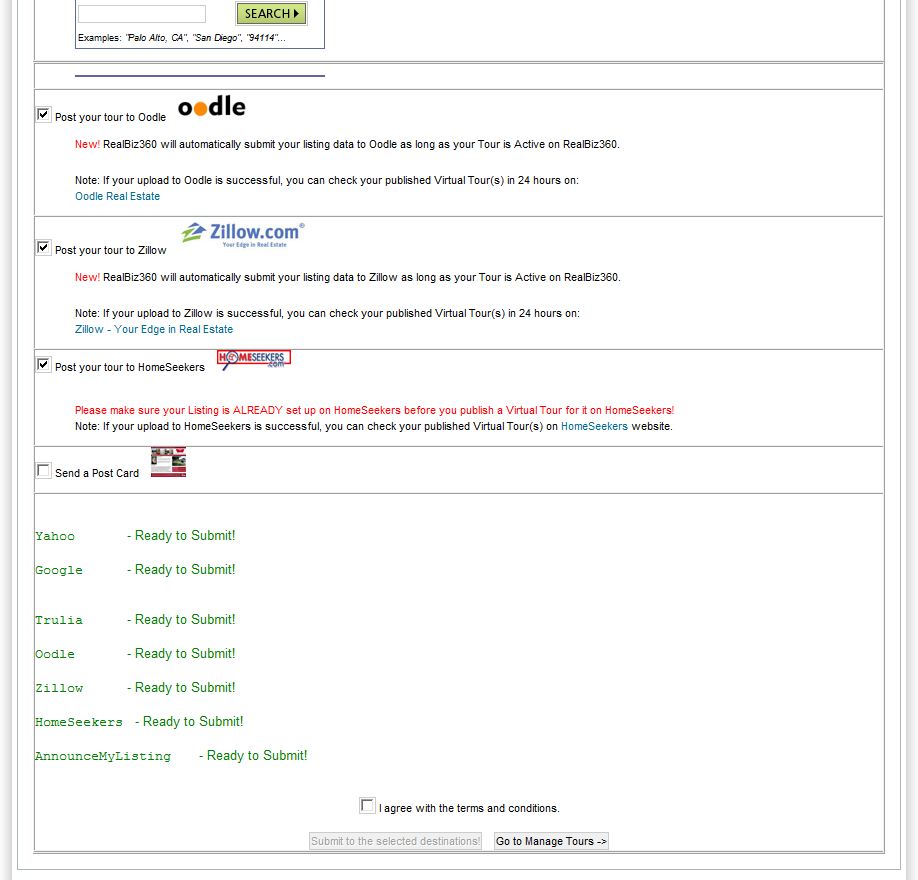 SEARCH
Examples: "Palo Alto, CA", "San Diego", "94114"...
Post your tour to Oodle oodle
New! RealBiz360 will automatically submit your listing data to Oodle as long as your Tour is Active on RealBiz360.
Note: If your upload to Oodle is successful, you can check your published Virtual Tour(s) in 24 hours on:
Oodle Real Estate
Zillow.com®
Your Edge in Real Estate
Post your tour to Zillow
New! RealBiz360 will automatically submit your listing data to Zillow as long as your Tour is Active on RealBiz360.
Note: If your upload to Zillow is successful, you can check your published Virtual Tour(s) in 24 hours on:
Zillow - Your Edge in Real Estate
Post your tour to HomeSeekers HOMESEEKERS
.com
Please make sure your Listing is ALREADY set up on HomeSeekers before you publish a Virtual Tour for it on HomeSeekers!
Note: If your upload to HomeSeekers is successful, you can check your published Virtual Tour(s) on HomeSeekers website.
Send a Post Card
Yahoo - Ready to Submit!
Google - Ready to Submit!
Trulia - Ready to Submit!
Oodle - Ready to Submit!
Zillow - Ready to Submit!
HomeSeekers - Ready to Submit!
AnnounceMyListing - Ready to Submit!
I agree with the terms and conditions.
Submit to the selected destinations! Go to Manage Tours ->